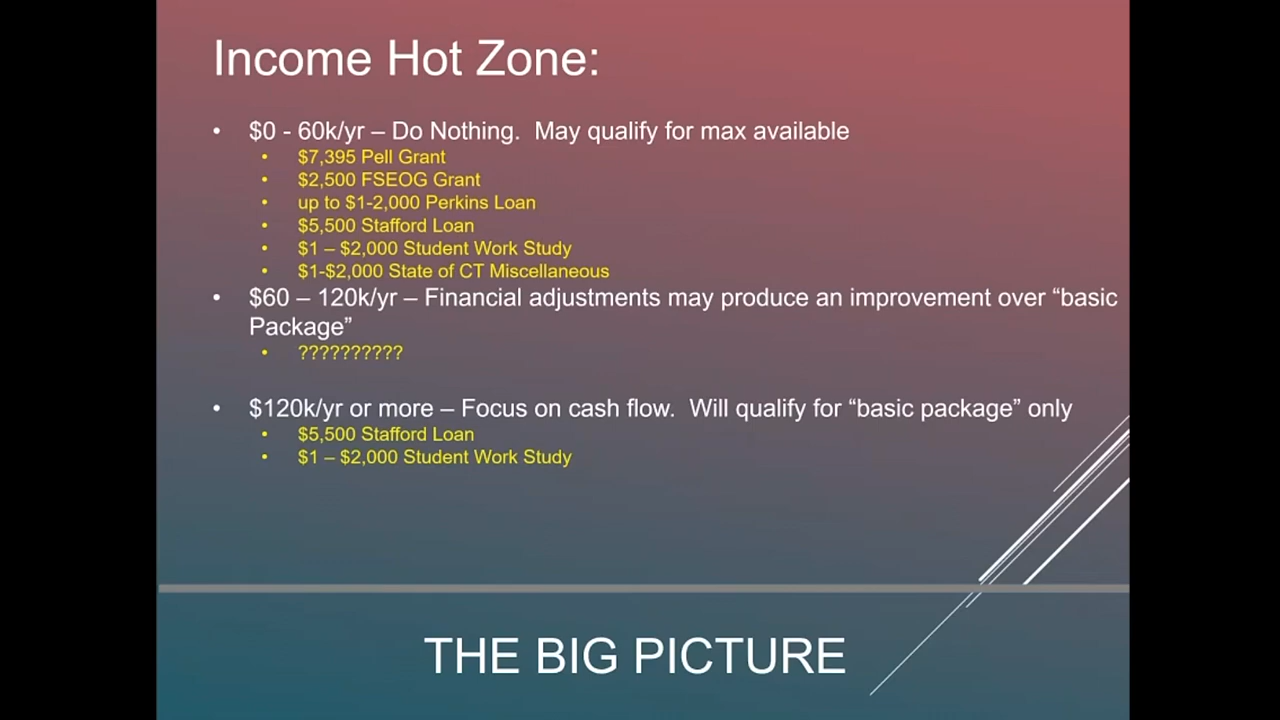 Income Hot Zone:
• $0 - 60k/yr – Do Nothing.  May qualify for max available
• $7,395 Pell Grant
• $2,500 FSEOG Grant
• up to $1-2,000 Perkins Loan
• $5,500 Stafford Loan
• $1 – $2,000 Student Work Study
• $1-$2,000 State of CT Miscellaneous
• $60 – 120k/yr – Financial adjustments may produce an improvement over “basic
Package”
• ??????????
• $120k/yr or more – Focus on cash flow.  Will qualify for “basic package” only
• $5,500 Stafford Loan
• $1 – $2,000 Student Work Study
THE BIG PICTURE